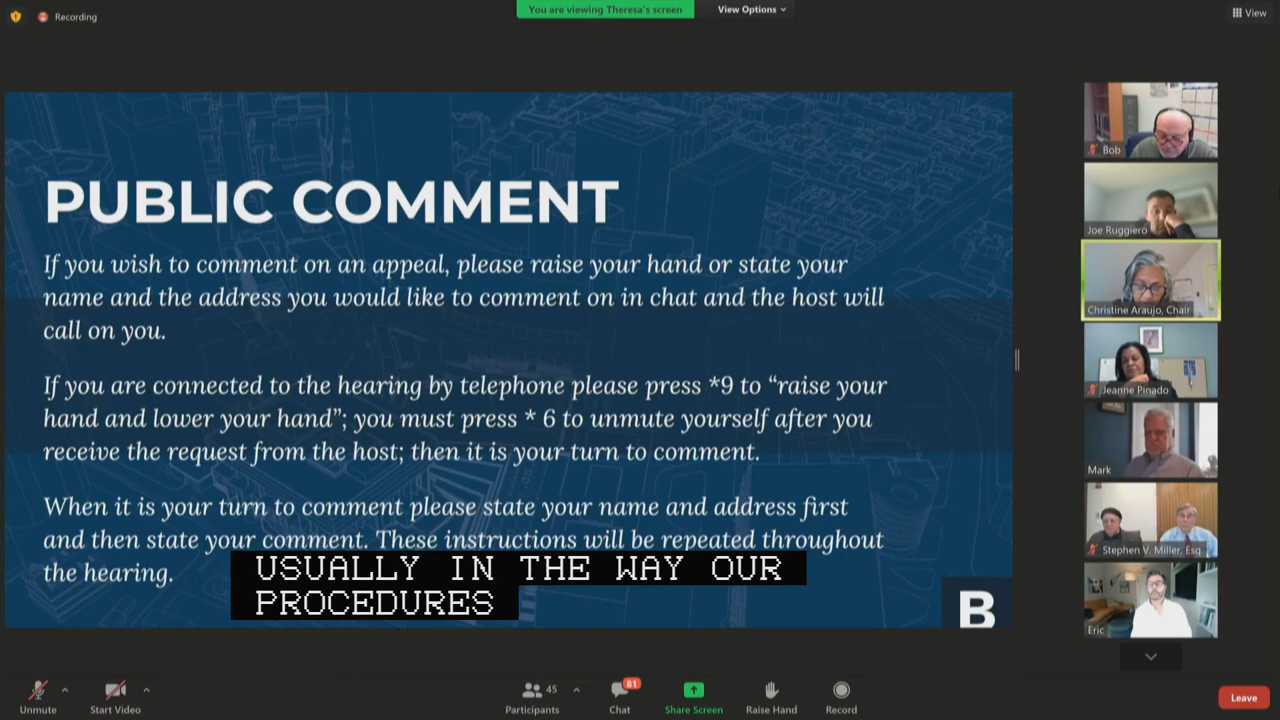 Recording
You are viewing Theresa's screen
View Options
View
PUBLIC COMMENT
If you wish to comment on an appeal, please raise your hand or state your
name and the address you would like to comment on in chat and the host will
call on you.
If you are connected to the hearing by telephone please press *9 to “raise your
hand and lower your hand”; you must press * 6 to unmute yourself after you
receive the request from the host; then it is your turn to comment.
When it is your turn to comment please state your name and address first
and then state your comment. These instructions will be repeated throughout
the hearing.
USUALLY IN THE WAY OUR
PROCEDURES
B
Bob
Joe Ruggiero
Christine Araujo, Chair
Jeanne Pinado
Mark
Stephen V. Miller, Esq.
Eric
Unmute
Start Video
45
Participants
81
Chat
Share Screen
Raise Hand
Record
Leave